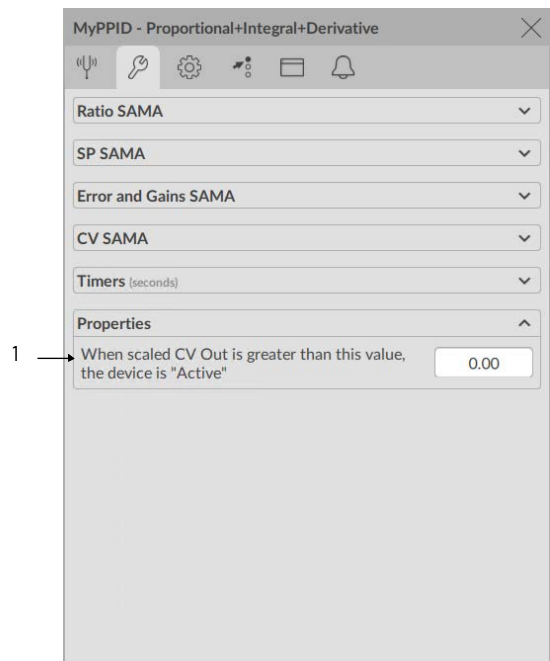 MyPPID - Proportional+Integral+Derivative
Ratio SAMA
SP SAMA
Error and Gains SAMA
CV SAMA
Timers (seconds)
Properties
1
When scaled CV Out is greater than this value,
the device is "Active"
0.00